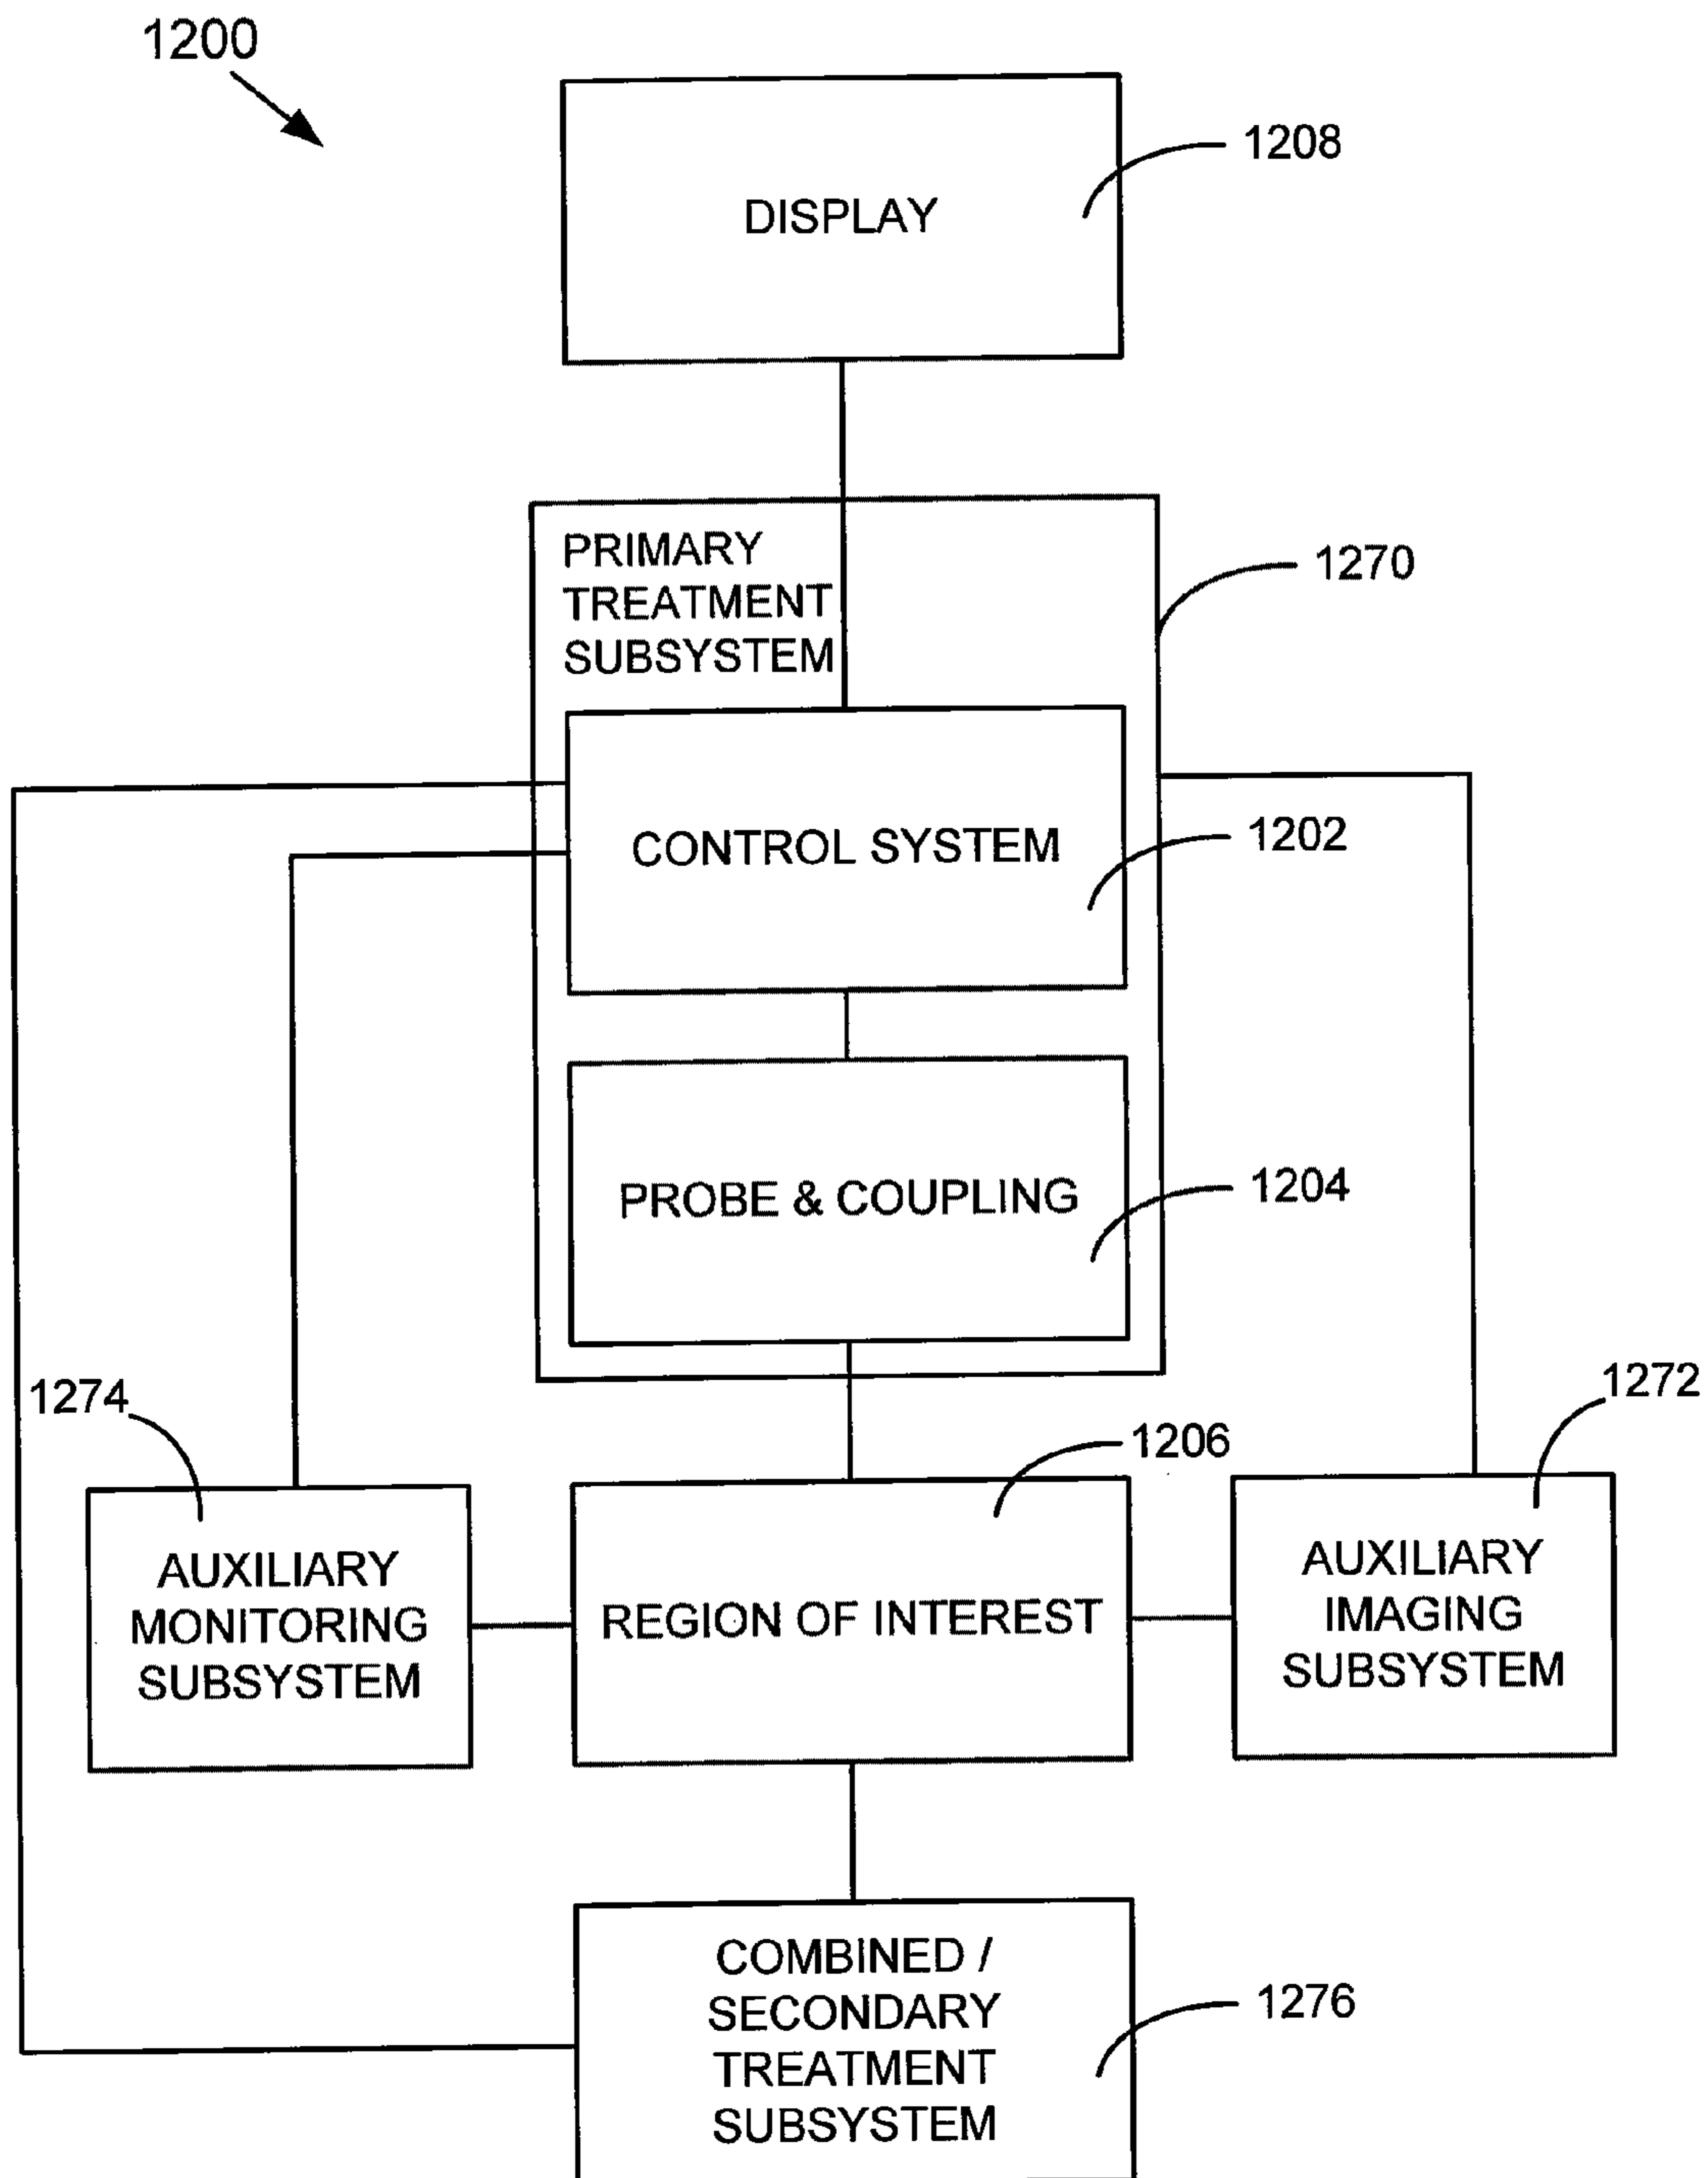 1200
DISPLAY
1208
PRIMARY
TREATMENT
SUBSYSTEM
1270
CONTROL SYSTEM
1202
PROBE & COUPLING
1204
1274
1206
1272
AUXILIARY
MONITORING
SUBSYSTEM
REGION OF INTEREST
AUXILIARY
IMAGING
SUBSYSTEM
COMBINED /
SECONDARY
TREATMENT
SUBSYSTEM
1276